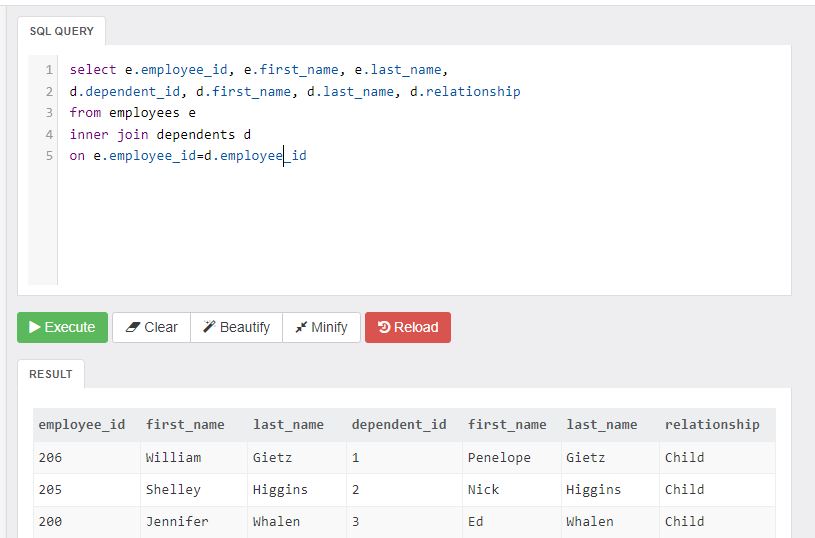 SQL QUERY
1 select e.employee_id, e.first_name, e.last_name,
2 d.dependent_id, d.first_name, d.last_name, d.relationship
3 from employees e
4 inner join dependents d
5 on e.employee_id=d.employee_id
Execute Clear Beautify Minify Reload
RESULT
employee_id first_name last_name dependent_id first_name last_name relationship
206 William Gietz 1 Penelope Gietz Child
205 Shelley Higgins 2 Nick Higgins Child
200 Jennifer Whalen 3 Ed Whalen Child